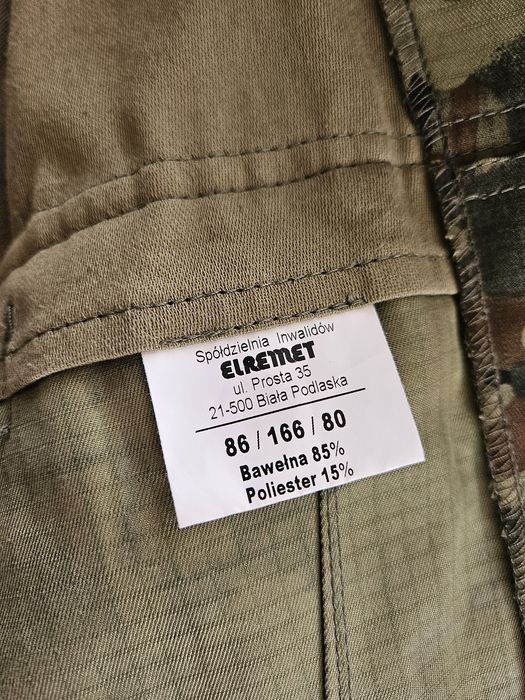 Spółdzielnia Inwalidów
ELREMET
ul. Prosta 35
21-500 Biała Podlaska
86 / 166 / 80
Bawełna 85%
Poliester 15%